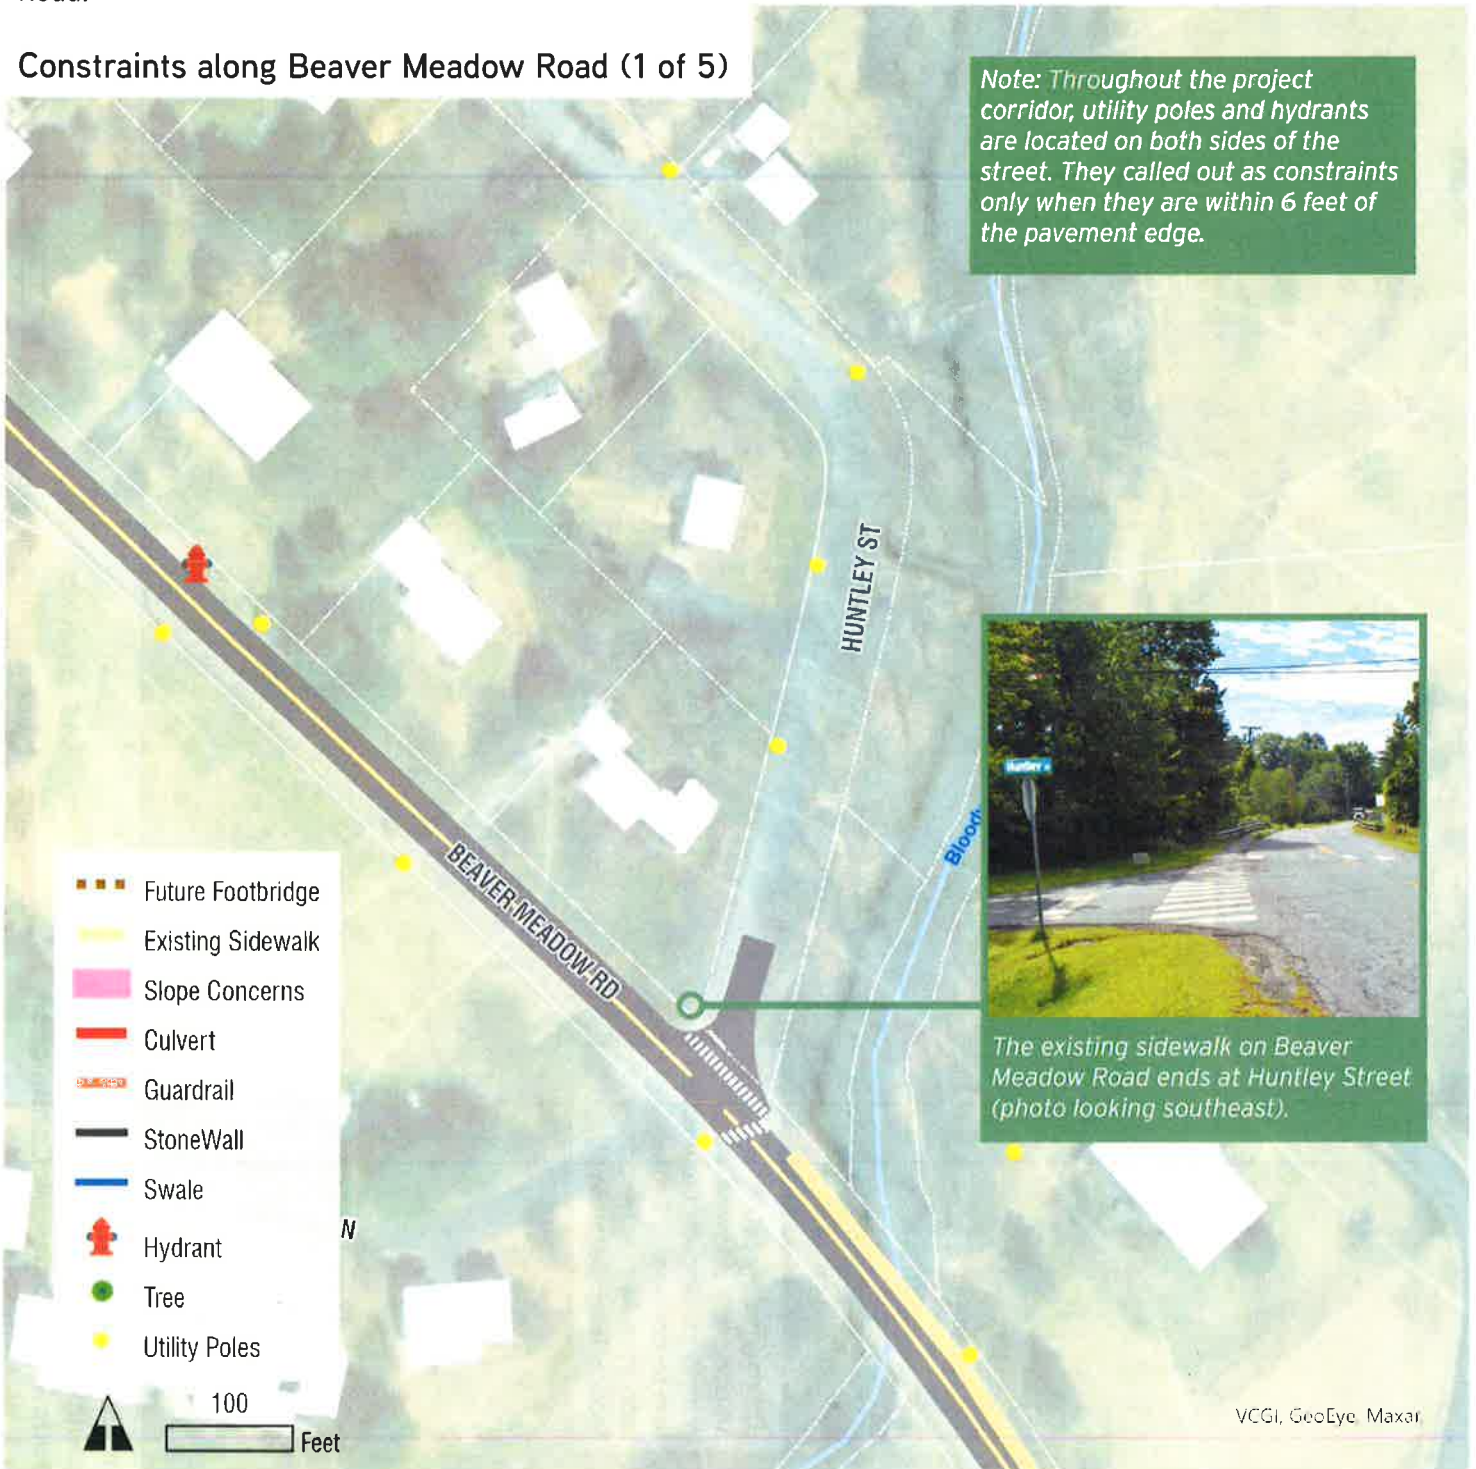 Constraints along Beaver Meadow Road (1 of 5)
Note: Throughout the project
corridor, utility poles and hydrants
are located on both sides of the
street. They called out as constraints
only when they are within 6 feet of
the pavement edge.
HUNTLEY ST
BEAVER MEADOW RD
Huntley
The existing sidewalk on Beaver
Meadow Road ends at Huntley Street
(photo looking southeast).
Future Footbridge
Existing Sidewalk
Slope Concerns
Culvert
Guardrail
StoneWall
Swale
Hydrant
Tree
Utility Poles
N
100
Feet
VCGI, GeoEye, Maxar